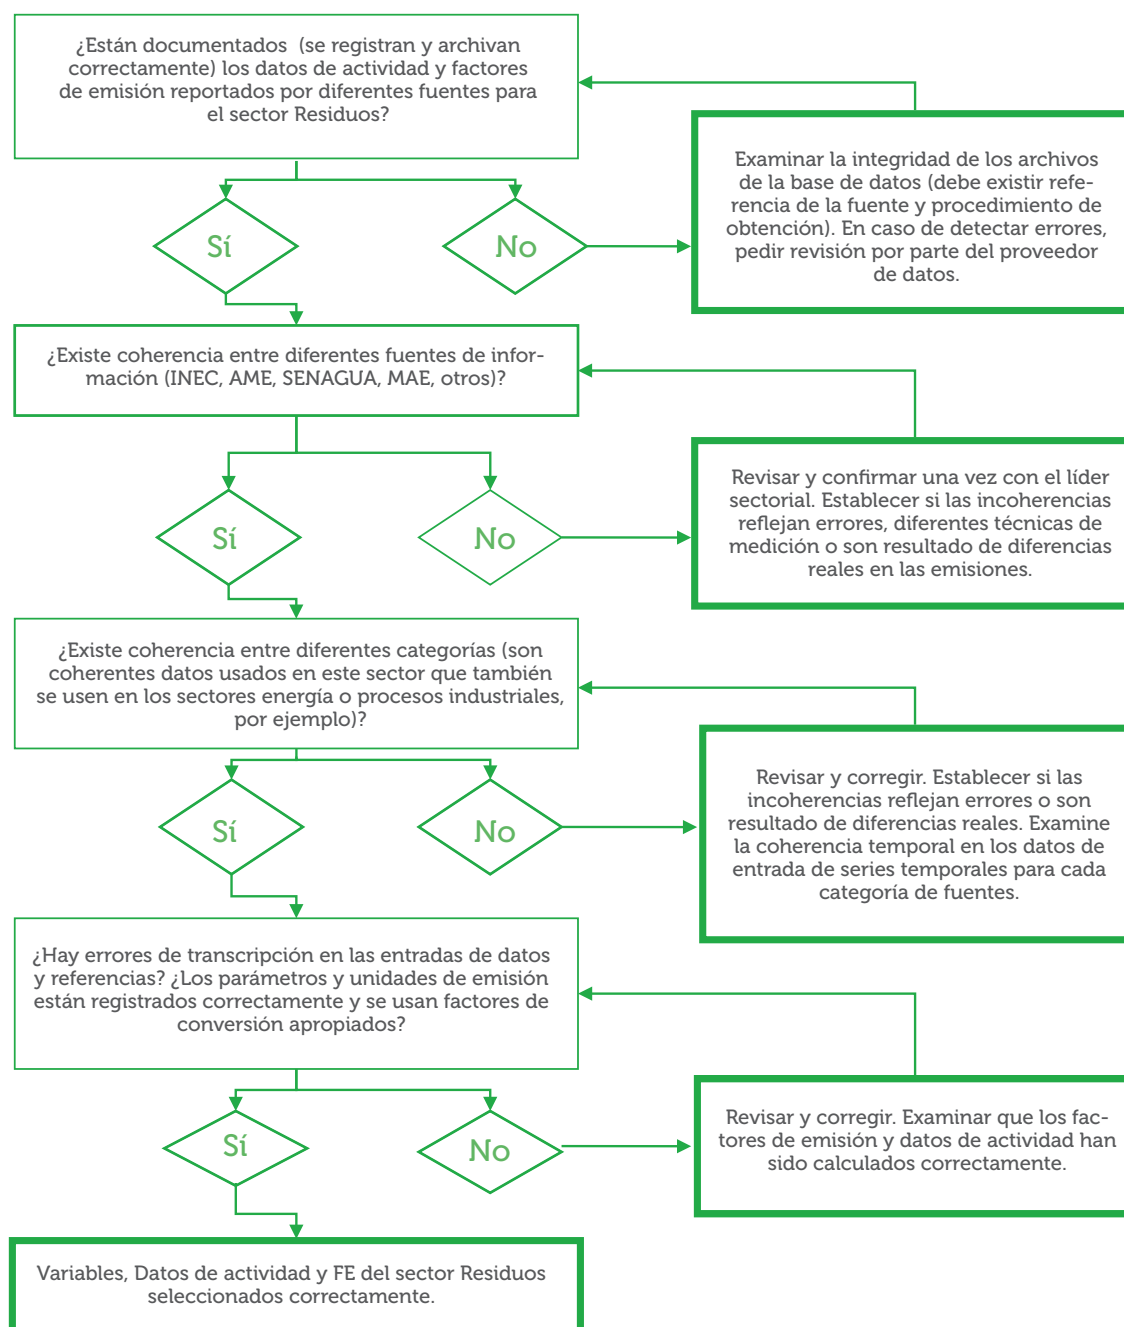 ¿Están documentados (se registran y archivan
correctamente) los datos de actividad y factores
de emisión reportados por diferentes fuentes para
el sector Residuos?
Examinar la integridad de los archivos
de la base de datos (debe existir refe-
rencia de la fuente y procedimiento de
obtención). En caso de detectar errores,
pedir revisión por parte del proveedor
de datos.
Sí
No
¿Existe coherencia entre diferentes fuentes de infor-
mación (INEC, AME, SENAGUA, MAE, otros)?
Revisar y confirmar una vez con el líder
sectorial. Establecer si las incoherencias
reflejan errores, diferentes técnicas de
medición o son resultado de diferencias
reales en las emisiones.
Sí
No
¿Existe coherencia entre diferentes categorías (son
coherentes datos usados en este sector que también
se usen en los sectores energía o procesos industriales,
por ejemplo)?
Revisar y corregir. Establecer si las
incoherencias reflejan errores o son
resultado de diferencias reales. Examine
la coherencia temporal en los datos de
entrada de series temporales para cada
categoría de fuentes.
Sí
No
¿Hay errores de transcripción en las entradas de datos
y referencias? ¿Los parámetros y unidades de emisión
están registrados correctamente y se usan factores de
conversión apropiados?
Revisar y corregir. Examinar que los fac-
tores de emisión y datos de actividad han
sido calculados correctamente.
Sí
No
Variables, Datos de actividad y FE del sector Residuos
seleccionados correctamente.